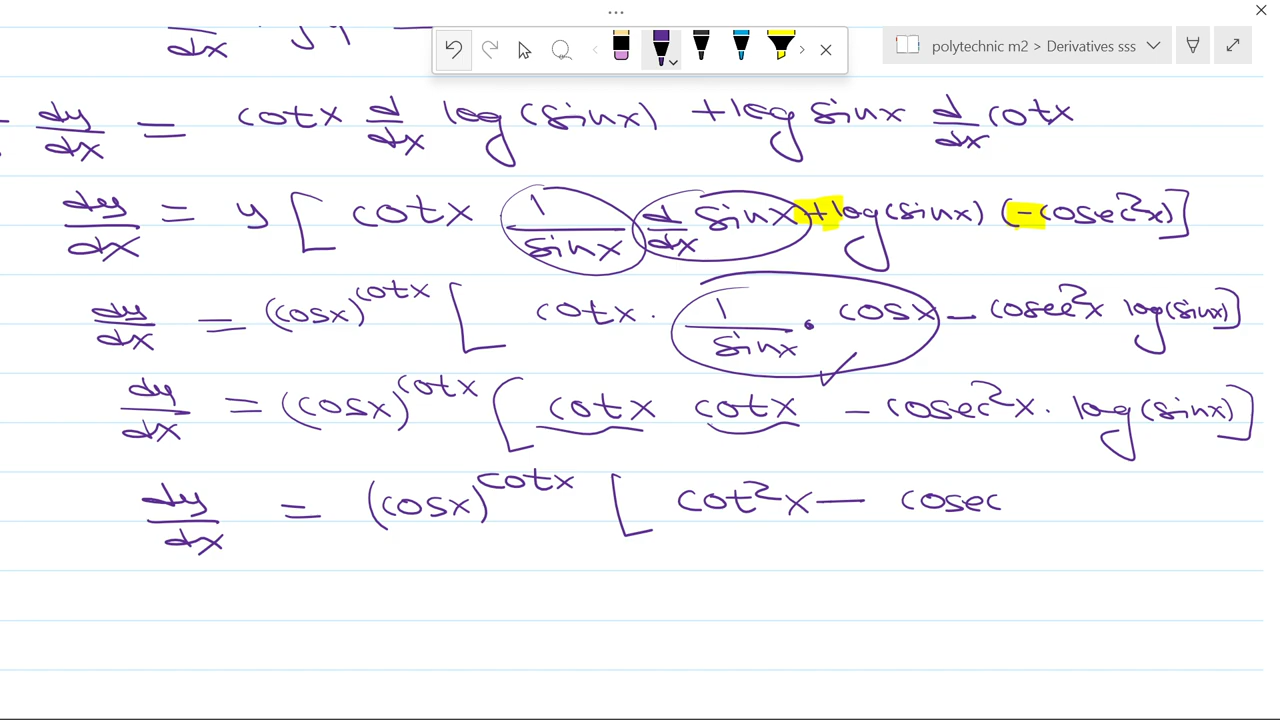 polytechnic m2 > Derivatives sss
dy/dx = cotx d/dx log(sinx) + log sinx d/dx cotx
dy/dx = y [ cotx 1/sinx d/dx sinx + log(sinx) (-cosec²x) ]
dy/dx = (cosx)^cotx [ cotx . 1/sinx . cosx - cosec²x log(sinx) ]
dy/dx = (cosx)^cotx [ cotx cotx - cosec²x . log(sinx) ]
dy/dx = (cosx)^cotx [ cot²x - cosec